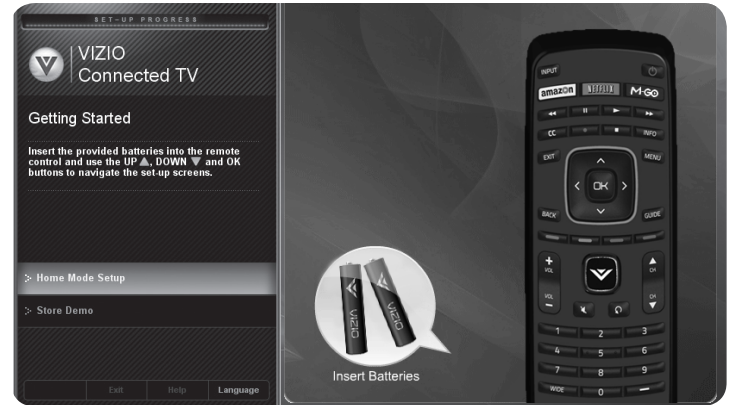 SET-UP PROGRESS
VIZIO
Connected TV
Getting Started
Insert the provided batteries into the remote
control and use the UP ▲, DOWN ▼ and OK
buttons to navigate the set-up screens.
> Home Mode Setup
> Store Demo
Exit Help Language
VIZIO VIZIO
Insert Batteries
INPUT
amazon NETFLIX M-GO
CC INFO
EXIT MENU
OK
BACK GUIDE
+ VOL CH
VOL − CH
1 2 3
4 5 6
7 8 9
WIDE 0 —